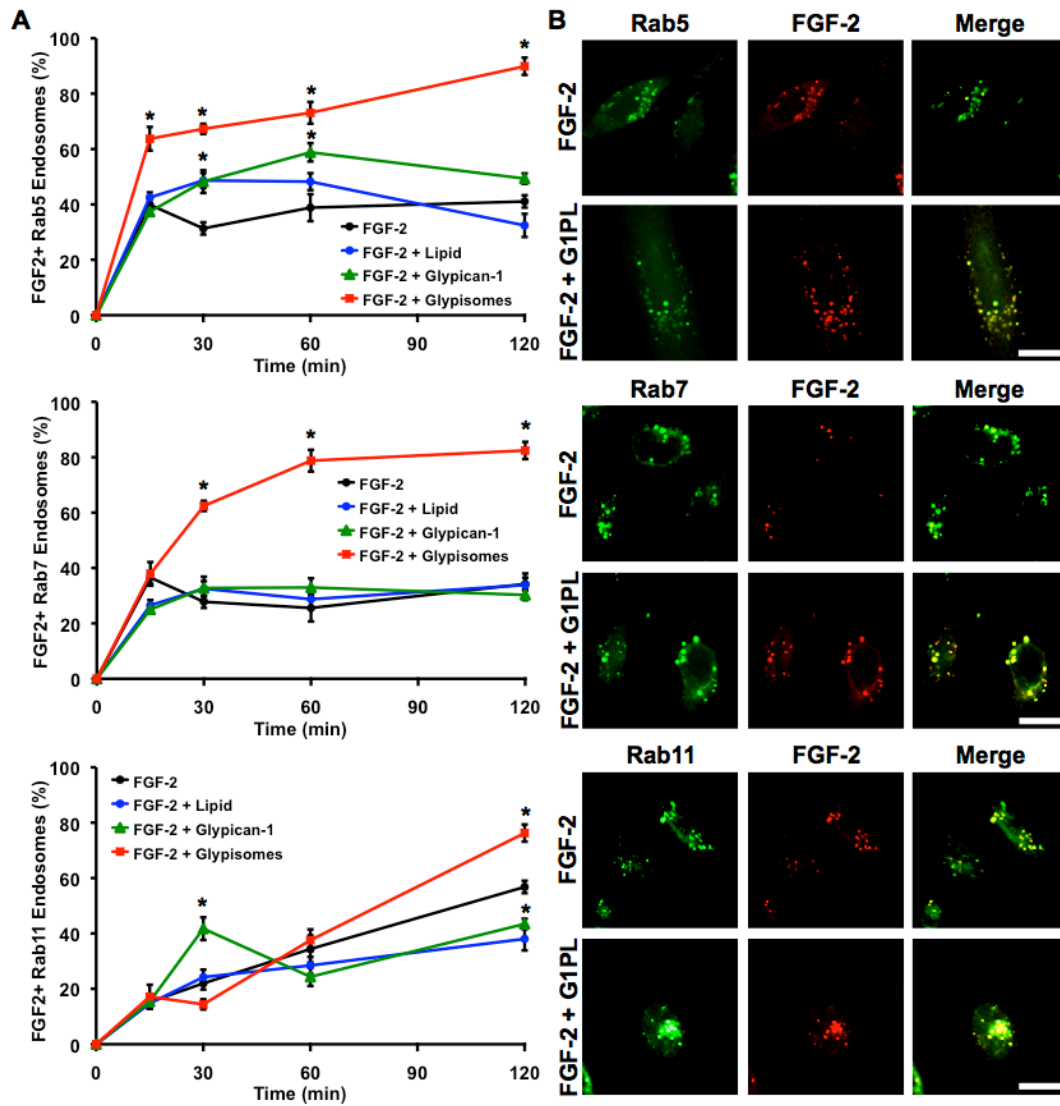 A
FGF2+ Rab5 Endosomes (%)
100
80
60
40
20
0
* * * * * *
FGF-2
FGF-2 + Lipid
FGF-2 + Glypican-1
FGF-2 + Glypisomes
0 30 60 90 120
Time (min)
FGF2+ Rab7 Endosomes (%)
100
80
60
40
20
0
* * *
FGF-2
FGF-2 + Lipid
FGF-2 + Glypican-1
FGF-2 + Glypisomes
0 30 60 90 120
Time (min)
FGF2+ Rab11 Endosomes (%)
100
80
60
40
20
0
* * *
FGF-2
FGF-2 + Lipid
FGF-2 + Glypican-1
FGF-2 + Glypisomes
0 30 60 90 120
Time (min)
B
Rab5 FGF-2 Merge
FGF-2
FGF-2 + G1PL
Rab7 FGF-2 Merge
FGF-2
FGF-2 + G1PL
Rab11 FGF-2 Merge
FGF-2
FGF-2 + G1PL